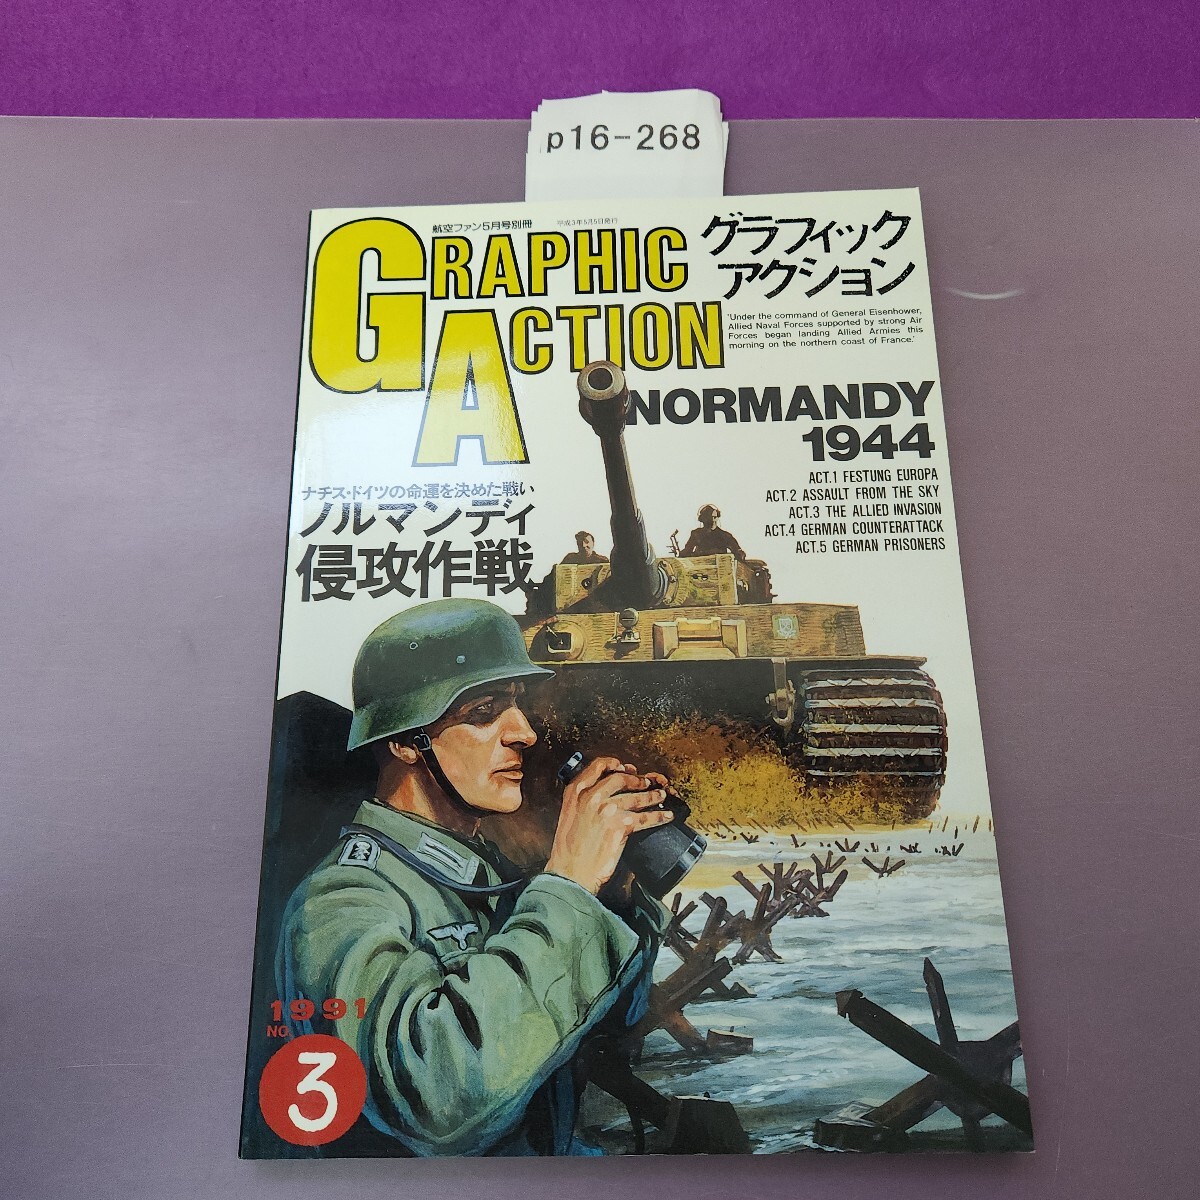 p16-268
航空ファン5月号別冊
平成3年5月5日発行
GRAPHIC
ACTION
グラフィック
アクション
'Under the command of General Eisenhower,
Allied Naval Forces supported by strong Air
Forces began landing Allied Armies this
morning on the northern coast of France.'
NORMANDY
1944
ACT.1 FESTUNG EUROPA
ACT.2 ASSAULT FROM THE SKY
ACT.3 THE ALLIED INVASION
ACT.4 GERMAN COUNTERATTACK
ACT.5 GERMAN PRISONERS
ナチス・ドイツの命運を決めた戦い
ノルマンディ
侵攻作戦
1991
NO.
3